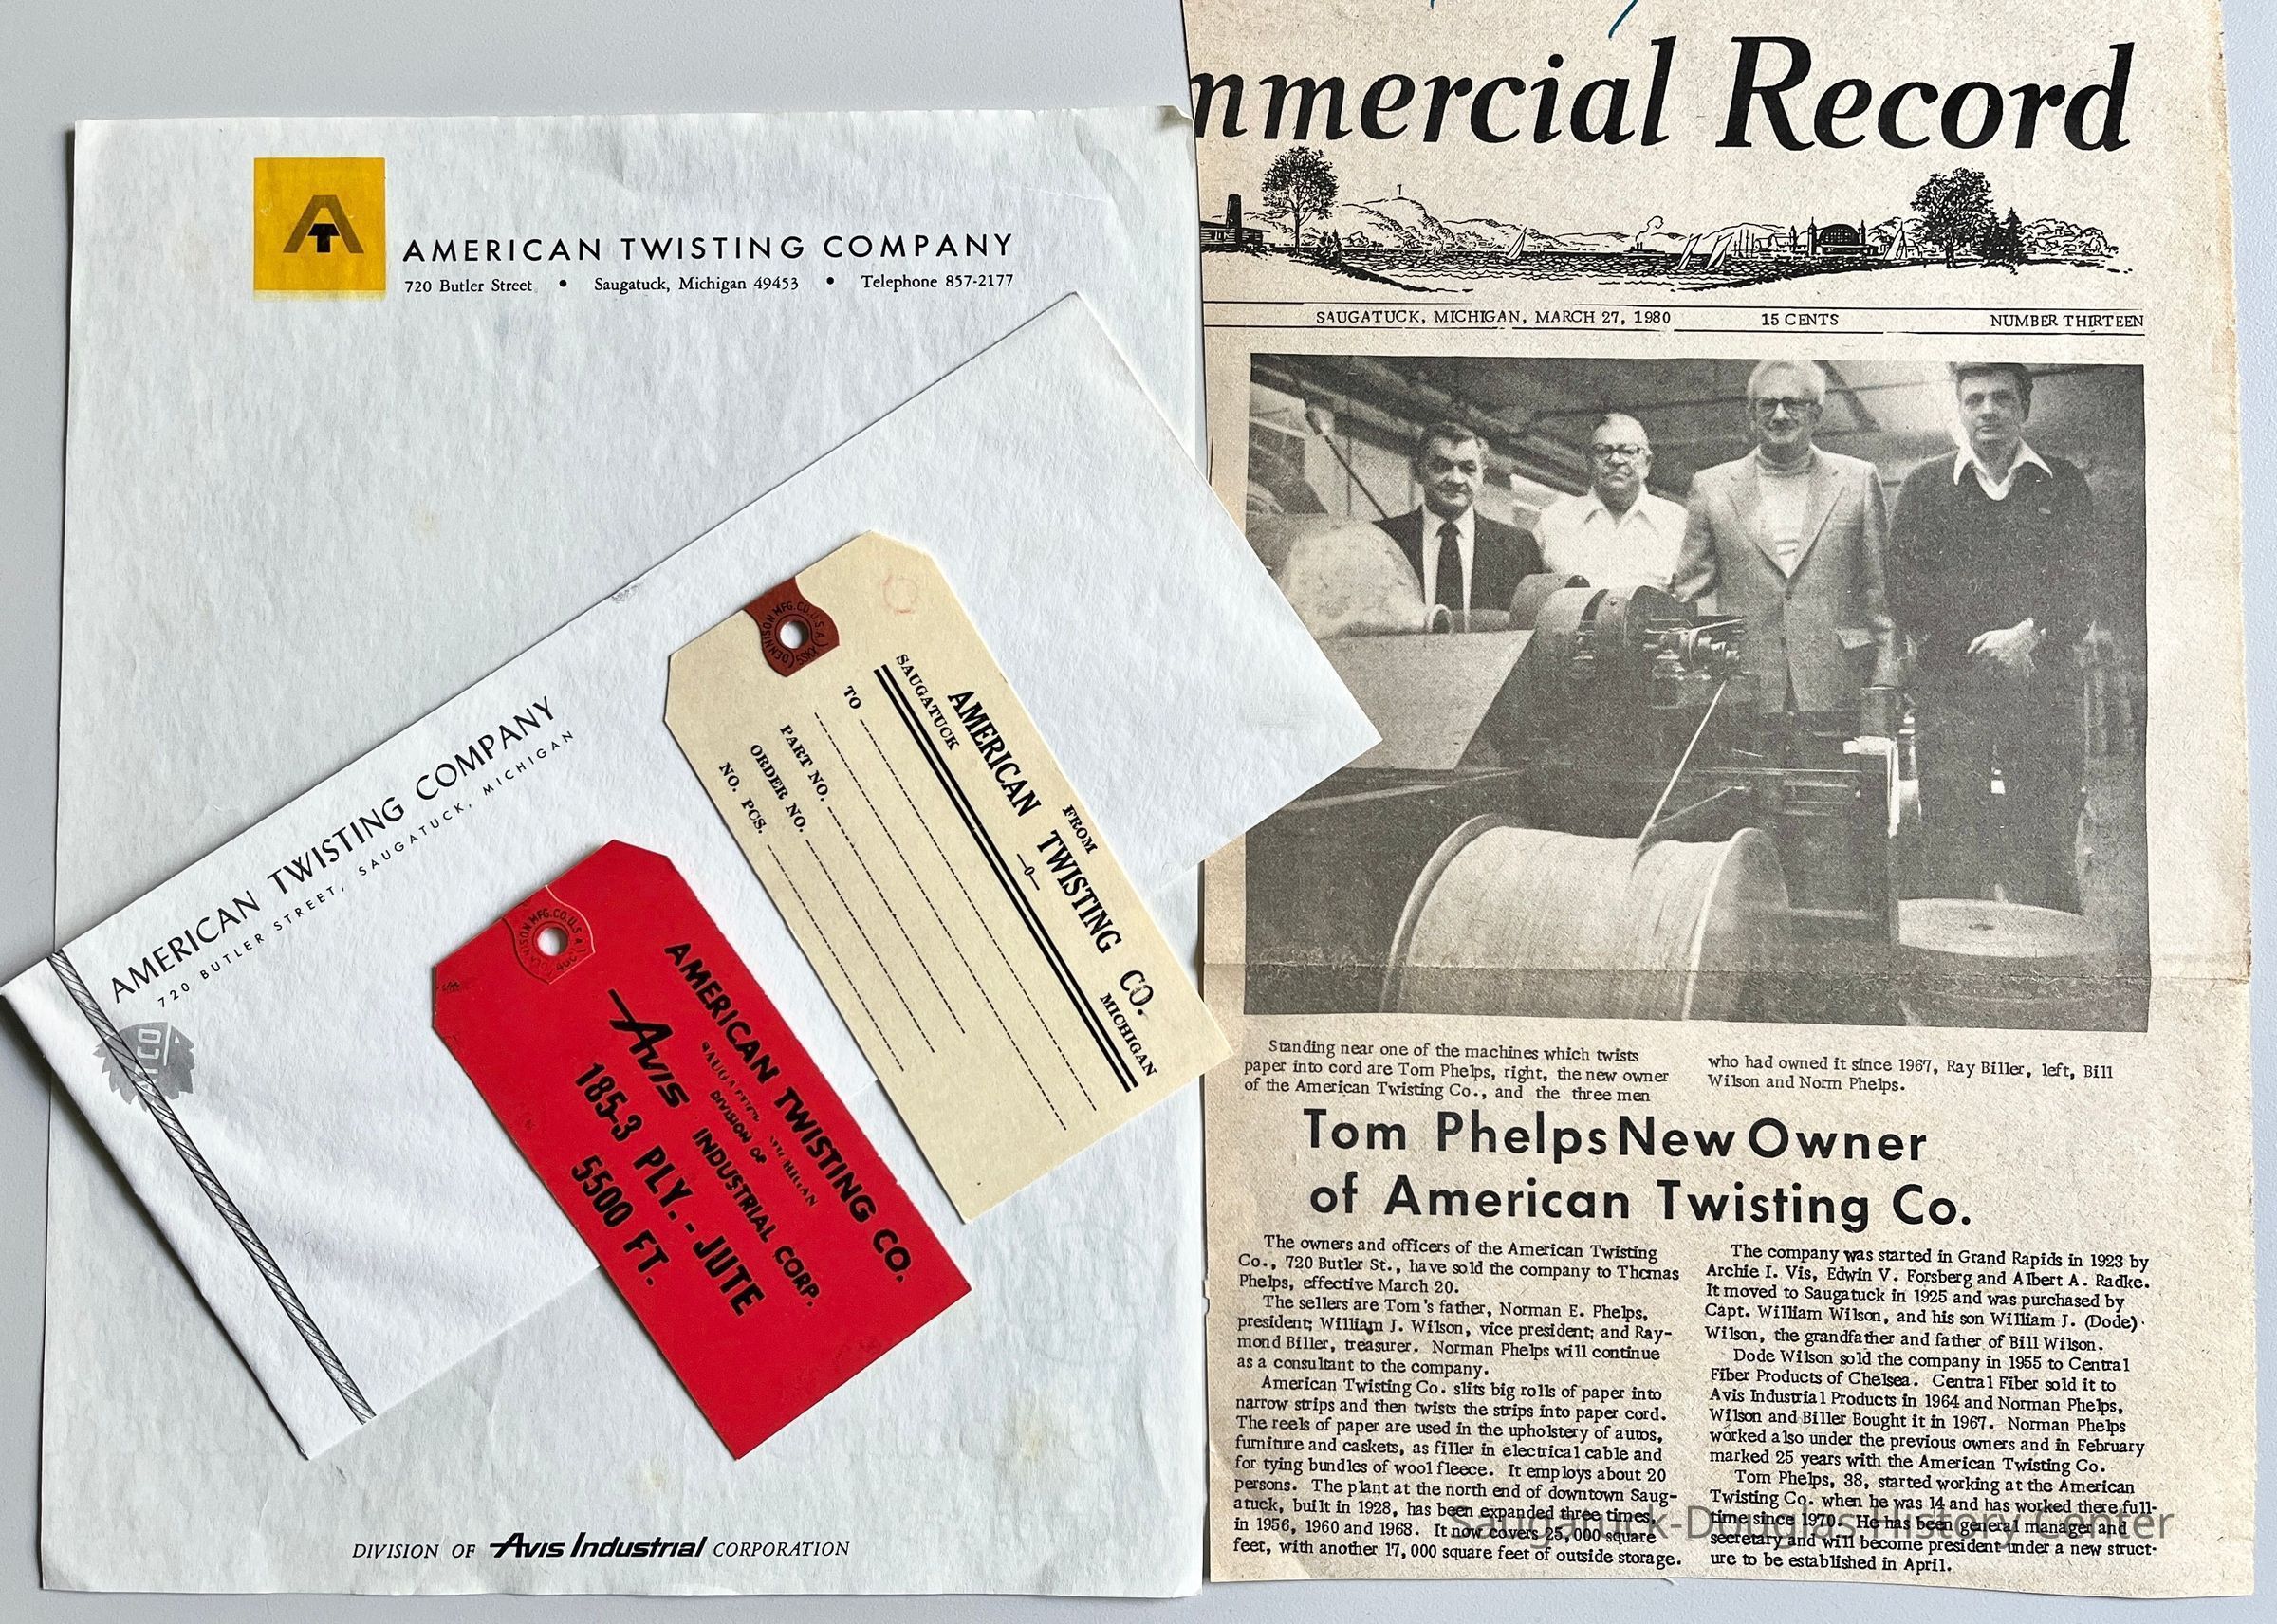 AT
AMERICAN TWISTING COMPANY
720 Butler Street • Saugatuck, Michigan 49453 • Telephone 857-2177
AMERICAN TWISTING COMPANY
720 BUTLER STREET, SAUGATUCK, MICHIGAN
DENNISON MFG.CO.U.S.A.
5SKX
FROM
AMERICAN TWISTING CO.
SAUGATUCK —0— MICHIGAN
TO
PART NO.
ORDER NO.
NO. PCS.
DENNISON MFG.CO.U.S.A.
AMERICAN TWISTING CO.
SAUGATUCK MICHIGAN
DIVISION OF
Avis INDUSTRIAL CORP.
185-3 PLY. - JUTE
5500 FT.
DIVISION OF Avis Industrial CORPORATION
mmercial Record
SAUGATUCK, MICHIGAN, MARCH 27, 1980 15 CENTS NUMBER THIRTEEN
Standing near one of the machines which twists
paper into cord are Tom Phelps, right, the new owner
of the American Twisting Co., and the three men
who had owned it since 1967, Ray Biller, left, Bill
Wilson and Norm Phelps.
Tom Phelps New Owner
of American Twisting Co.
The owners and officers of the American Twisting
Co., 720 Butler St., have sold the company to Thomas
Phelps, effective March 20.
The sellers are Tom's father, Norman E. Phelps,
president; William J. Wilson, vice president; and Ray-
mond Biller, treasurer. Norman Phelps will continue
as a consultant to the company.
American Twisting Co. slits big rolls of paper into
narrow strips and then twists the strips into paper cord.
The reels of paper are used in the upholstery of autos,
furniture and caskets, as filler in electrical cable and
for tying bundles of wool fleece. It employs about 20
persons. The plant at the north end of downtown Saug-
atuck, built in 1928, has been expanded three times,
in 1956, 1960 and 1968. It now covers 25,000 square
feet, with another 17,000 square feet of outside storage.
The company was started in Grand Rapids in 1923 by
Archie I. Vis, Edwin V. Forsberg and Albert A. Radke.
It moved to Saugatuck in 1925 and was purchased by
Capt. William Wilson, and his son William J. (Dode)
Wilson, the grandfather and father of Bill Wilson.
Dode Wilson sold the company in 1955 to Central
Fiber Products of Chelsea. Central Fiber sold it to
Avis Industrial Products in 1964 and Norman Phelps,
Wilson and Biller Bought it in 1967. Norman Phelps
worked also under the previous owners and in February
marked 25 years with the American Twisting Co.
Tom Phelps, 38, started working at the American
Twisting Co. when he was 14 and has worked there full-
time since 1970. He has been general manager and
secretary and will become president under a new struct-
ure to be established in April.
Saugatuck-Douglas History Center